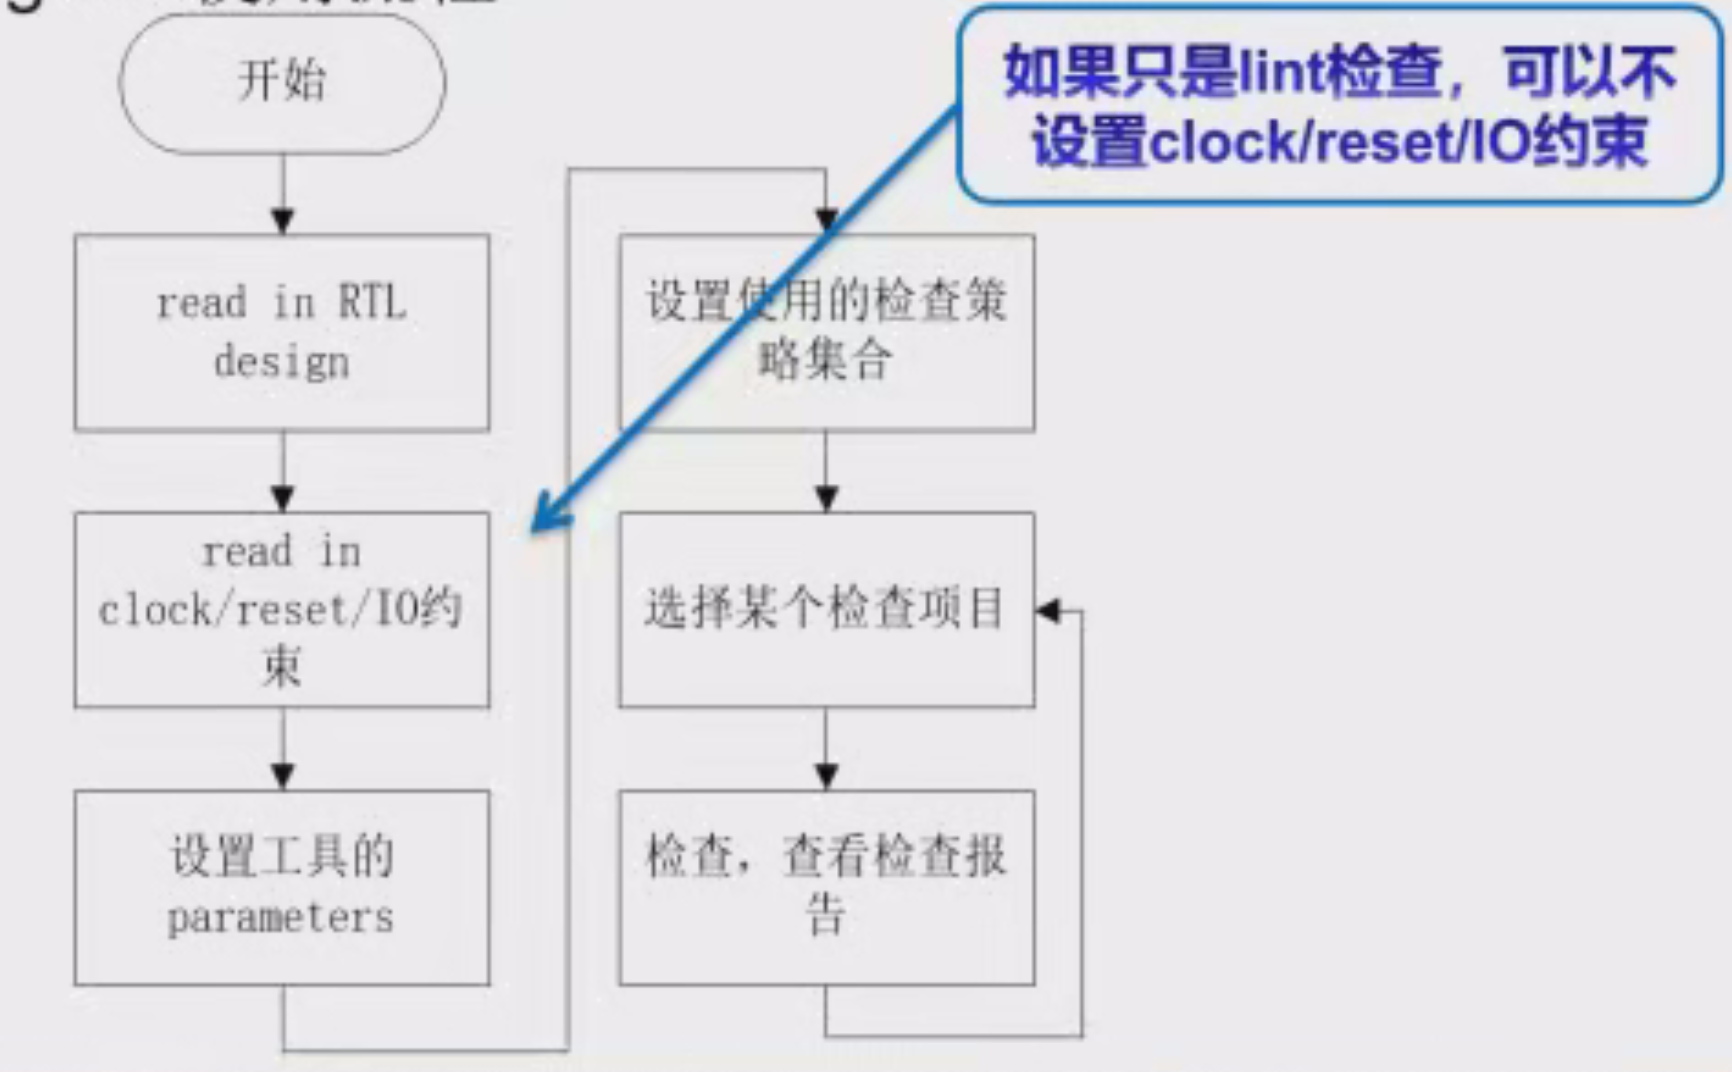 开始
read in RTL
design
read in
clock/reset/IO约
束
设置工具的
parameters
如果只是lint检查，可以不
设置clock/reset/IO约束
设置使用的检查策
略集合
选择某个检查项目
检查，查看检查报
告